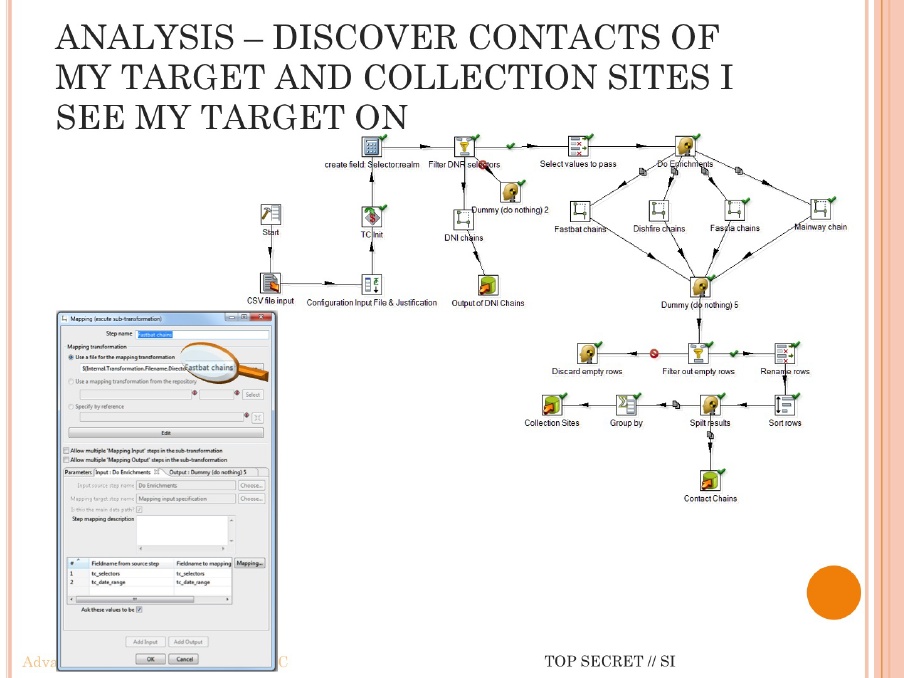 ANALYSIS – DISCOVER CONTACTS OF
MY TARGET AND COLLECTION SITES I
SEE MY TARGET ON
create field: Selector:realm
Filter DNR selectors
Select values to pass
Do Enrichments
Dummy (do nothing) 2
Start
TC Init
DNI chains
Fastbat chains
Dishfire chains
Fascia chains
Mainway chain
CSV file input
Configuration Input File & Justification
Output of DNI Chains
Dummy (do nothing) 5
Discard empty rows
Filter out empty rows
Rename rows
Collection Sites
Group by
Spilt results
Sort rows
Contact Chains
Mapping (excute sub-transformation)
Step name
Fastbat chains
Mapping transformation
Use a file for the mapping transformation
${Internal.Transformation.Filename.Direct
Fastbat chains
Use a mapping transformation from the repository
Select
Specify by reference
Edit
Allow multiple 'Mapping Input' steps in the sub-transformation
Allow multiple 'Mapping Output' steps in the sub-transformation
Parameters
Input : Do Enrichments
Output : Dummy (do nothing) 5
Input source step name
Do Enrichments
Choose...
Mapping target step name
Mapping input specification
Choose...
Is this the main data path?
Step mapping description
# Fieldname from source step Fieldname to mapping
Mapping...
1 tc_selectors tc_selectors
2 tc_date_range tc_date_range
Ask these values to be
Add Input
Add Output
OK
Cancel
Adva
C
TOP SECRET // SI